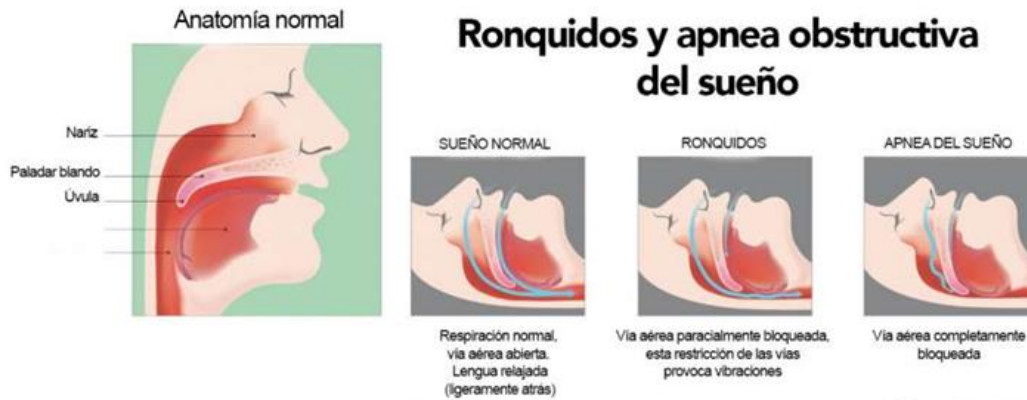 Anatomía normal
Ronquidos y apnea obstructiva
del sueño
Nariz
Paladar blando
Úvula
SUEÑO NORMAL
Respiración normal,
vía aérea abierta.
Lengua relajada
(ligeramente atrás)
RONQUIDOS
Vía aérea paracialmente bloqueada,
esta restricción de las vías
provoca vibraciones
APNEA DEL SUEÑO
Vía aérea completamente
bloqueada